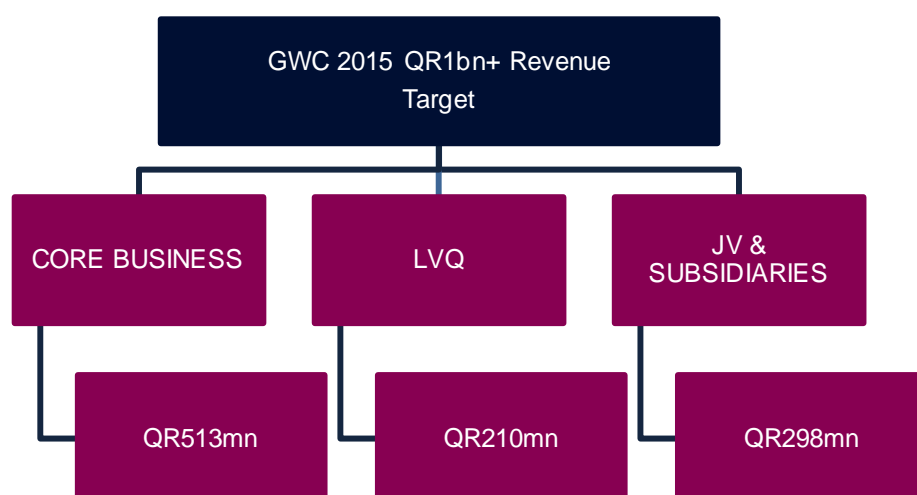 GWC 2015 QR1bn+ Revenue
Target
CORE BUSINESS
LVQ
JV &
SUBSIDIARIES
QR513mn
QR210mn
QR298mn